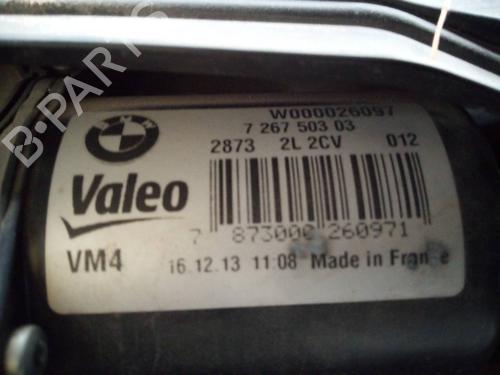 B-PARTS
BMW
W000026097
7 267 503 03
2873 2L 2CV 012
Valeo
7 873000 260971
VM4 16.12.13 11:08 Made in France